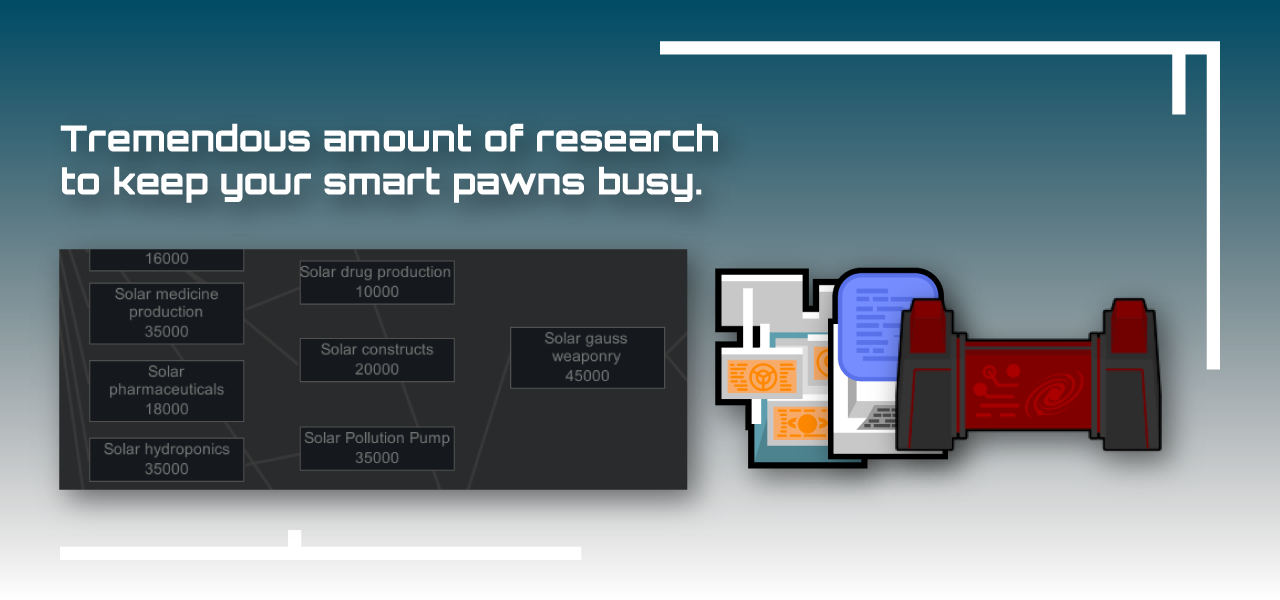 Tremendous amount of research
to keep your smart pawns busy.
16000
Solar medicine
production
35000
Solar
pharmaceuticals
18000
Solar hydroponics
35000
Solar drug production
10000
Solar constructs
20000
Solar Pollution Pump
35000
Solar gauss
weaponry
45000